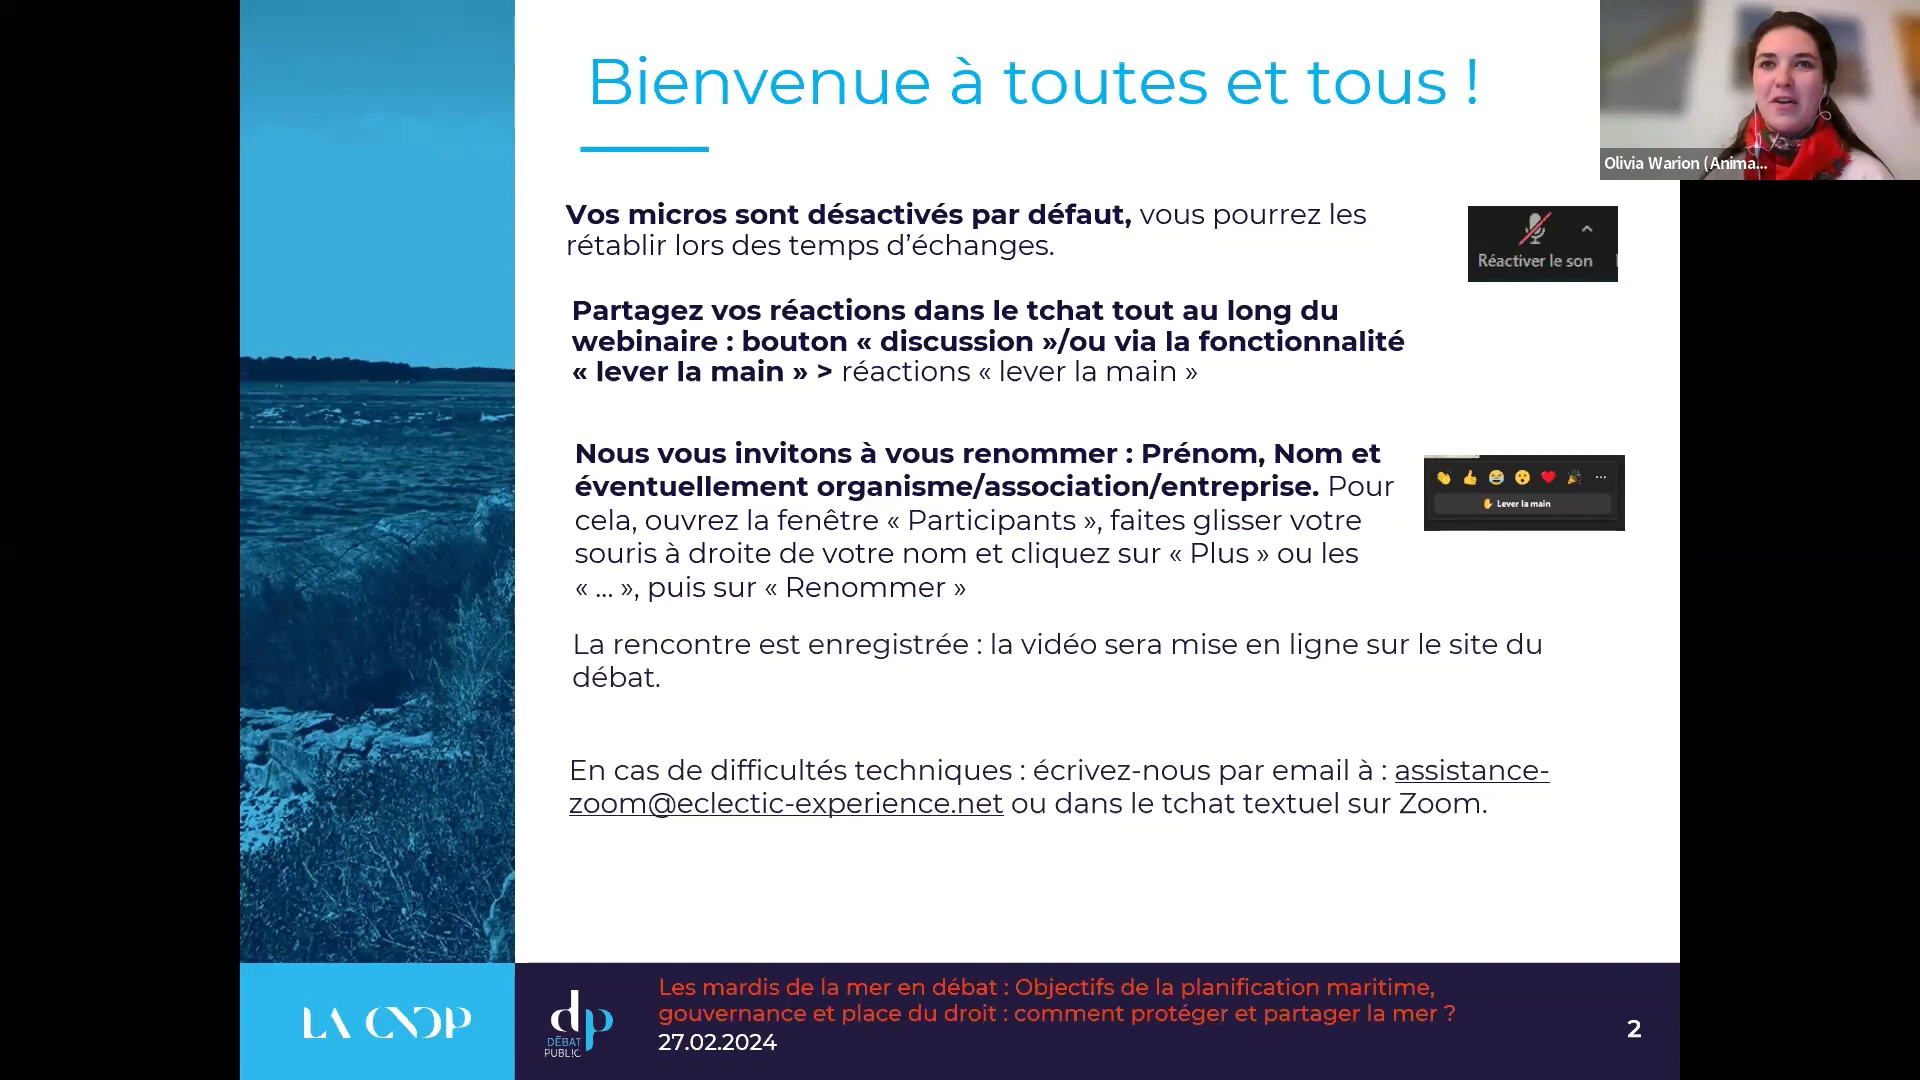 Bienvenue à toutes et tous !
Olivia Warion (Anima...
Vos micros sont désactivés par défaut, vous pourrez les
rétablir lors des temps d’échanges.
Réactiver le son
Partagez vos réactions dans le tchat tout au long du
webinaire : bouton « discussion »/ou via la fonctionnalité
« lever la main » > réactions « lever la main »
Nous vous invitons à vous renommer : Prénom, Nom et
éventuellement organisme/association/entreprise. Pour
cela, ouvrez la fenêtre « Participants », faites glisser votre
souris à droite de votre nom et cliquez sur « Plus » ou les
« ... », puis sur « Renommer »
Lever la main
La rencontre est enregistrée : la vidéo sera mise en ligne sur le site du
débat.
En cas de difficultés techniques : écrivez-nous par email à : assistance-
zoom@eclectic-experience.net ou dans le tchat textuel sur Zoom.
LA CNDP
dp
DÉBAT
PUBLIC
Les mardis de la mer en débat : Objectifs de la planification maritime,
gouvernance et place du droit : comment protéger et partager la mer ?
27.02.2024
2